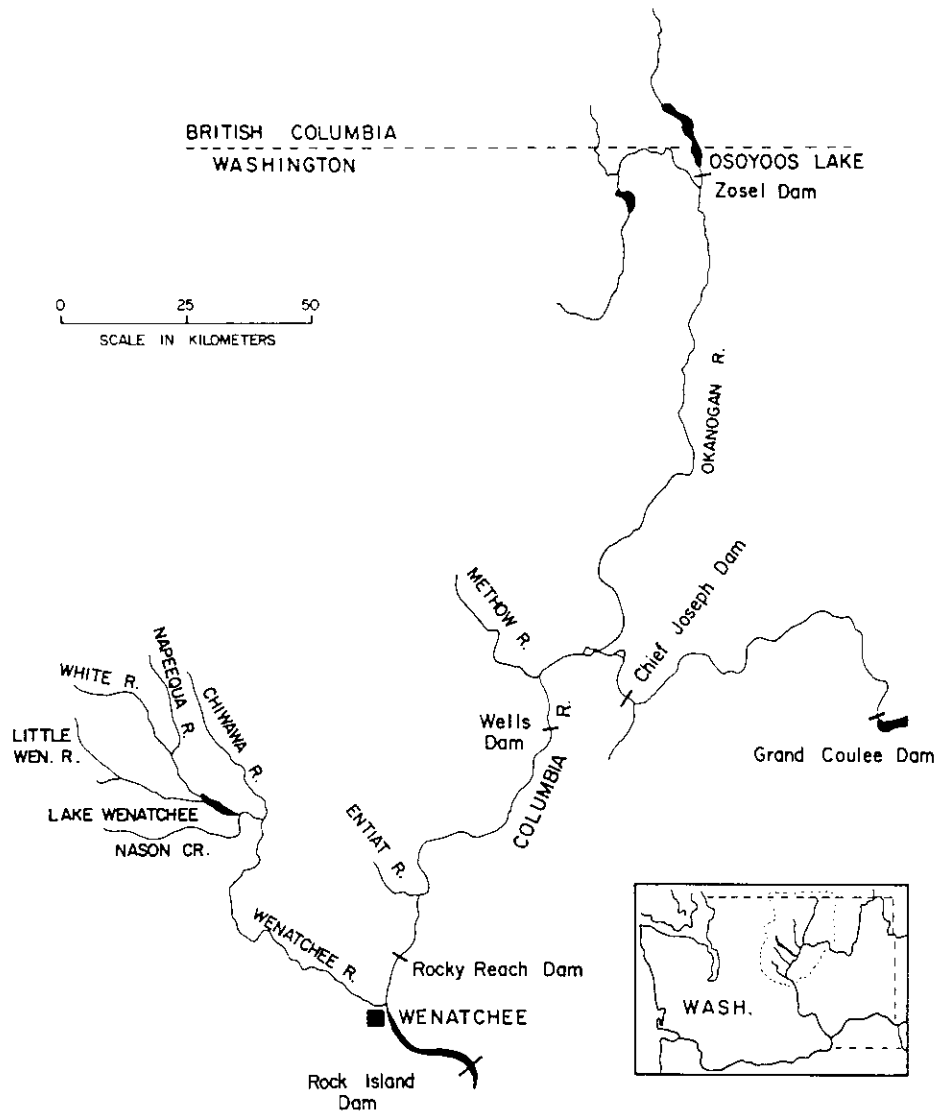 BRITISH COLUMBIA
WASHINGTON
OSOYOOS LAKE
Zosel Dam
0 25 50
SCALE IN KILOMETERS
OKANOGAN R.
METHOW R.
Chief Joseph Dam
NAPEEQUA R.
WHITE R.
CHIWAWA R.
LITTLE
WEN. R.
Wells
Dam
COLUMBIA R.
Grand Coulee Dam
LAKE WENATCHEE
NASON CR.
ENTIAT R.
WENATCHEE R.
Rocky Reach Dam
WENATCHEE
WASH.
Rock Island
Dam